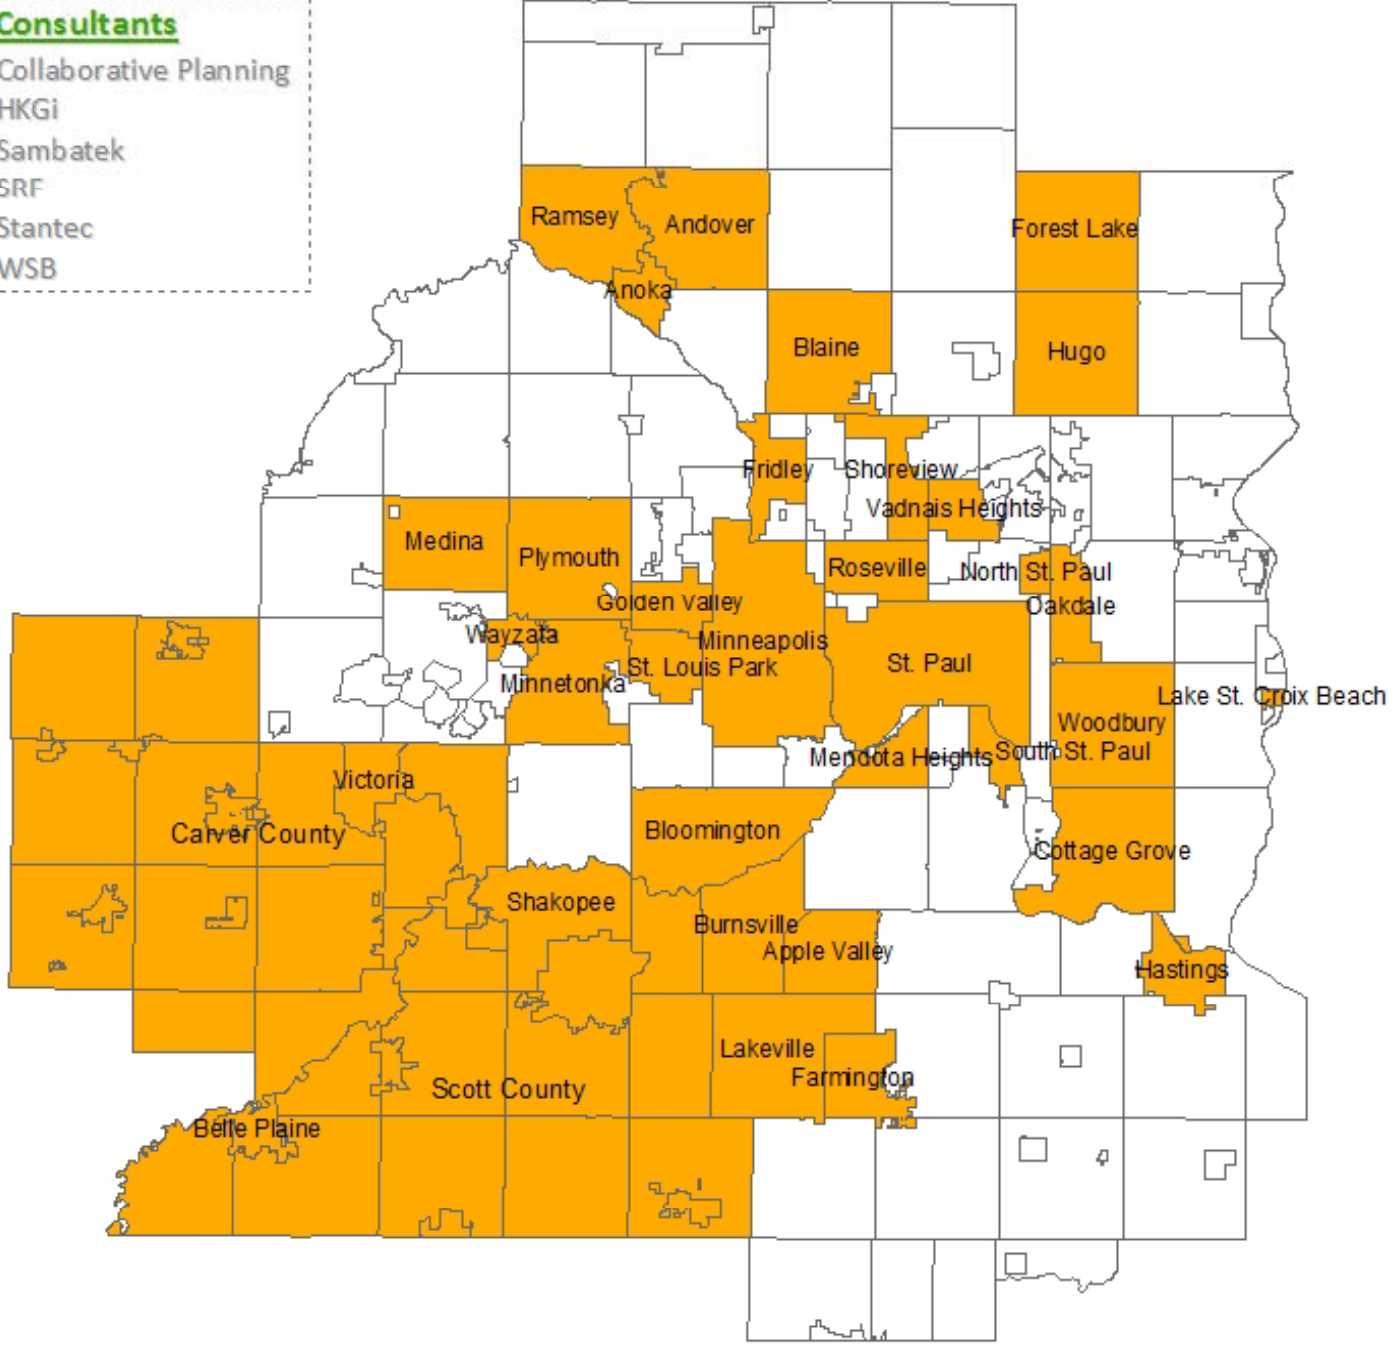 Consultants
Collaborative Planning
HKGi
Sambatek
SRF
Stantec
WSB
Ramsey
Andover
Forest Lake
Anoka
Blaine
Hugo
Fridley
Shoreview
Vadnais Heights
Medina
Plymouth
Roseville
North St. Paul
Golden Valley
Oakdale
Wayzata
Minneapolis
St. Louis Park
St. Paul
Minnetonka
Lake St. Croix Beach
Woodbury
Mendota Heights
South St. Paul
Victoria
Carver County
Bloomington
Cottage Grove
Shakopee
Burnsville
Apple Valley
Hastings
Lakeville
Farmington
Scott County
Belle Plaine